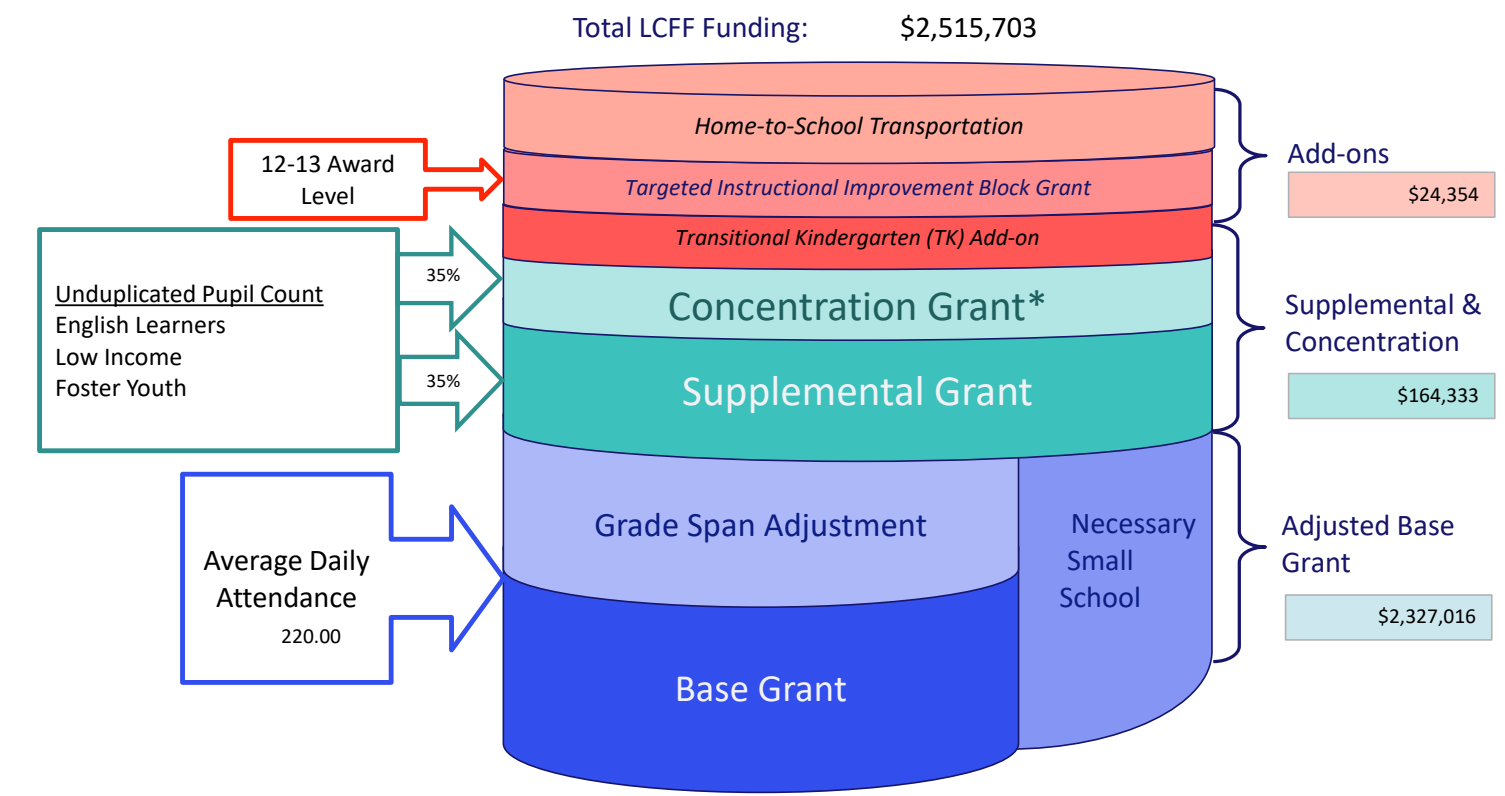 Total LCFF Funding: $2,515,703
Home-to-School Transportation
12-13 Award
Level
Targeted Instructional Improvement Block Grant
Add-ons
$24,354
Transitional Kindergarten (TK) Add-on
Unduplicated Pupil Count
English Learners
Low Income
Foster Youth
35%
35%
Concentration Grant*
Supplemental Grant
Supplemental &
Concentration
$164,333
Average Daily
Attendance
220.00
Grade Span Adjustment
Necessary
Small
School
Adjusted Base
Grant
$2,327,016
Base Grant